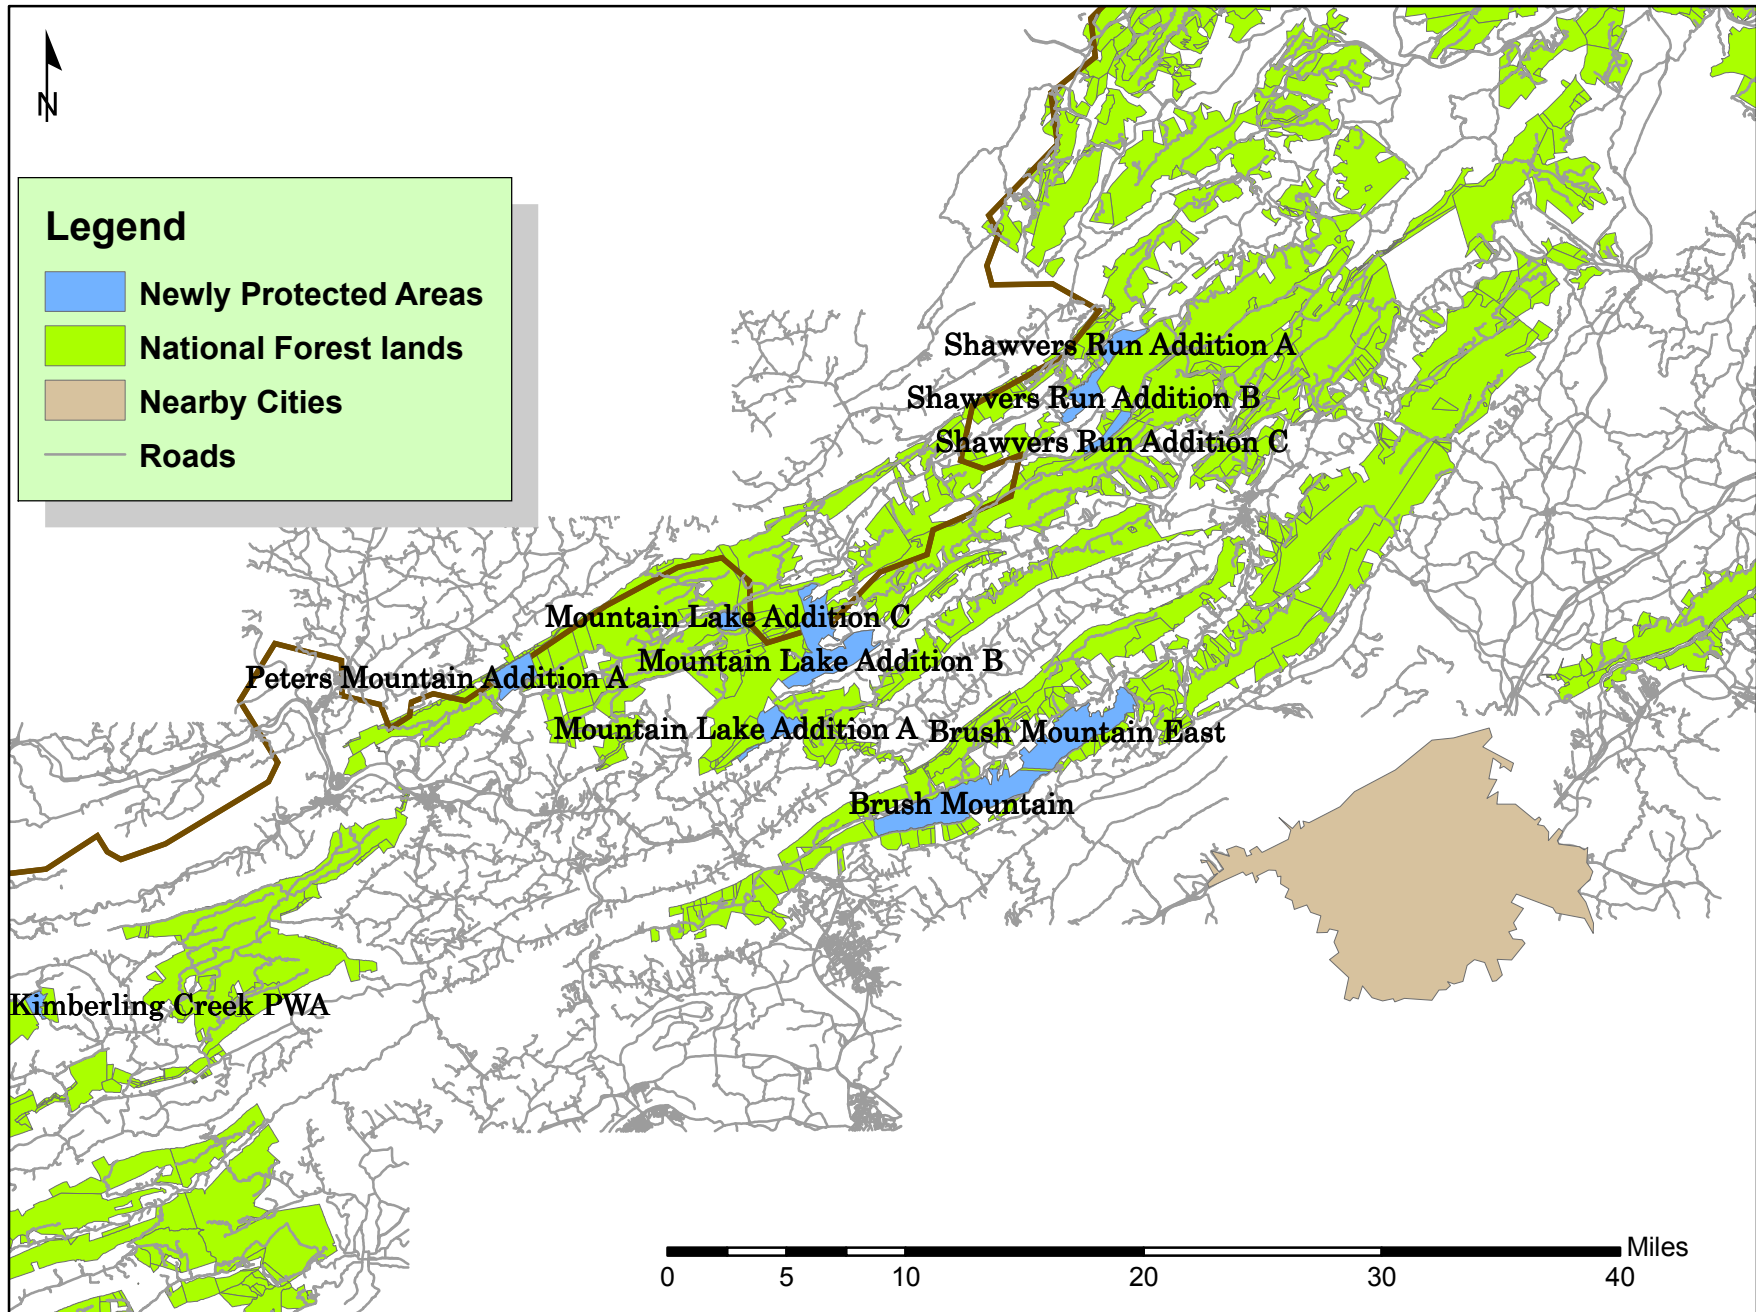 N
Legend
Newly Protected Areas
National Forest lands
Nearby Cities
Roads
Shawvers Run Addition A
Shawvers Run Addition B
Shawvers Run Addition C
Mountain Lake Addition C
Mountain Lake Addition B
Peters Mountain Addition A
Mountain Lake Addition A
Brush Mountain East
Brush Mountain
Kimberling Creek PWA
Miles
0 5 10 20 30 40